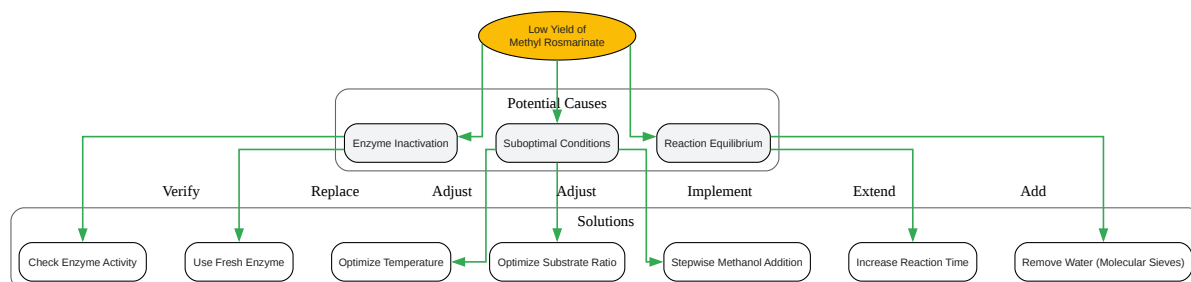 Low Yield of
Methyl Rosmarinate
Potential Causes
Enzyme Inactivation
Suboptimal Conditions
Reaction Equilibrium
Verify
Replace
Adjust
Adjust
Implement
Extend
Add
Solutions
Check Enzyme Activity
Use Fresh Enzyme
Optimize Temperature
Optimize Substrate Ratio
Stepwise Methanol Addition
Increase Reaction Time
Remove Water (Molecular Sieves)